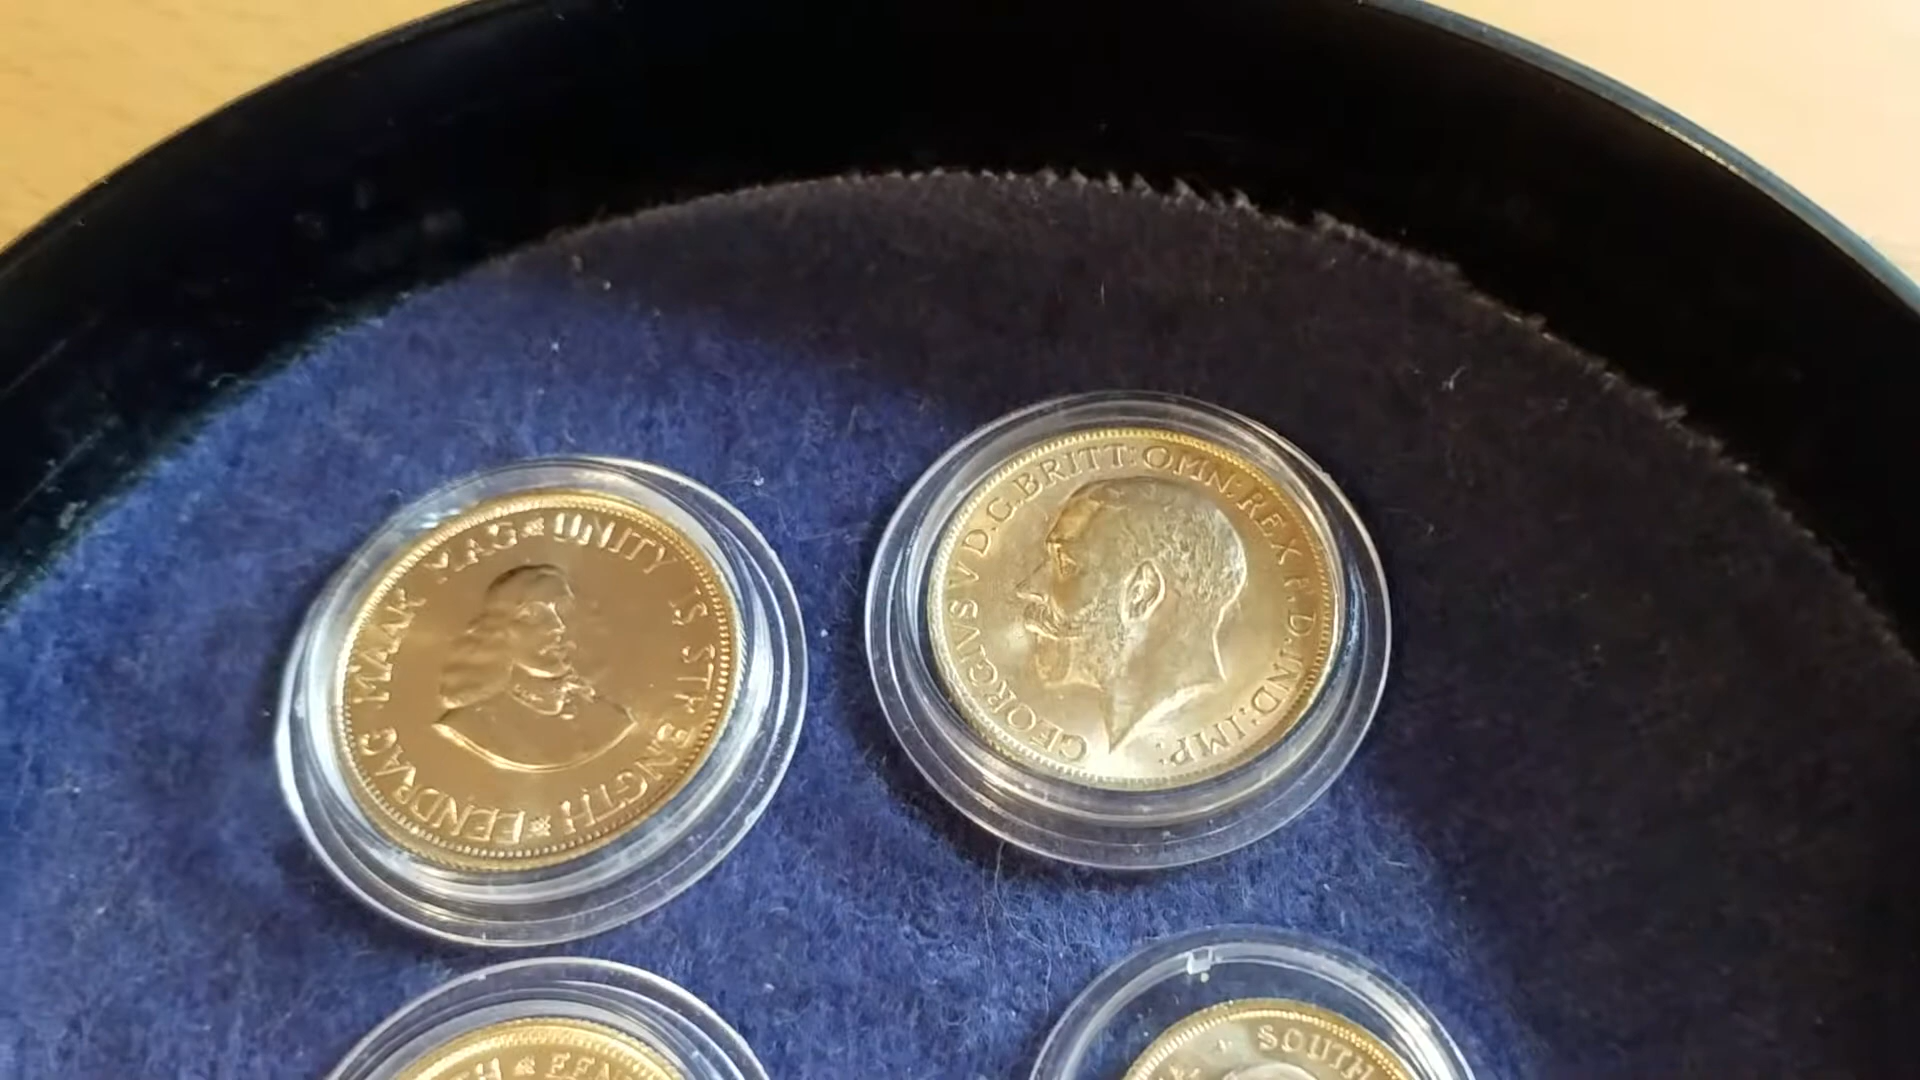 EENDRAG MAAK MAG * UNITY IS STRENGTH *
GEORGIVS V D.G.BRITT:OMN:REX F.D.IND:IMP:
SOUTH